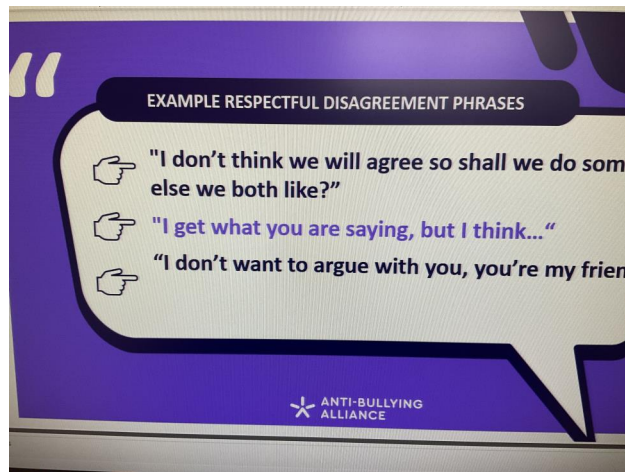 EXAMPLE RESPECTFUL DISAGREEMENT PHRASES
"I don’t think we will agree so shall we do som
else we both like?”
"I get what you are saying, but I think...“
“I don’t want to argue with you, you’re my frien
ANTI-BULLYING
ALLIANCE